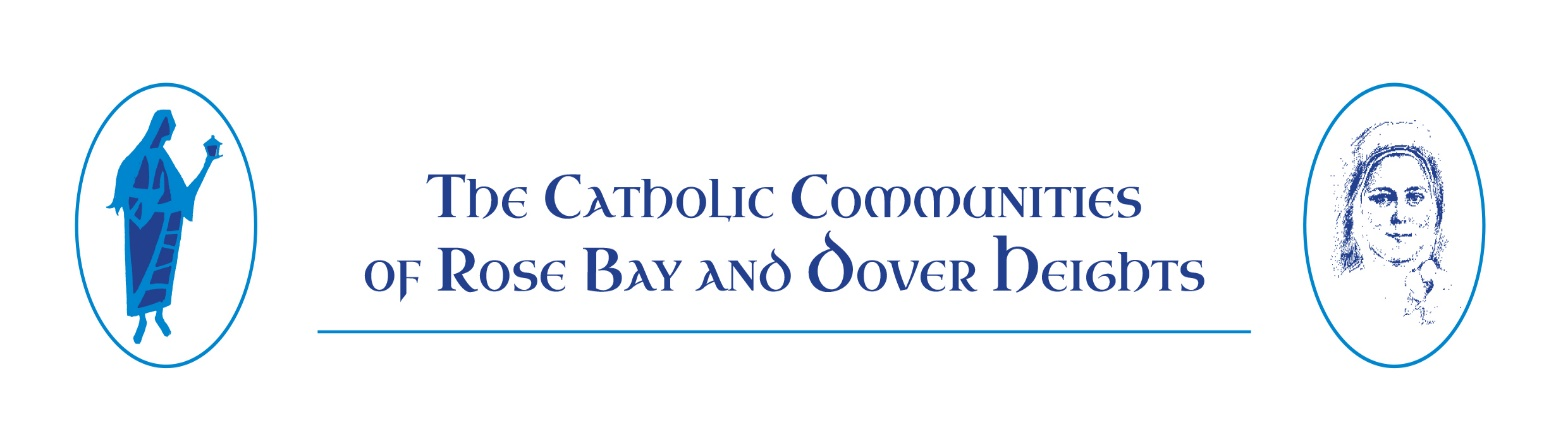 The Catholic Communities
of Rose Bay and Dover Heights